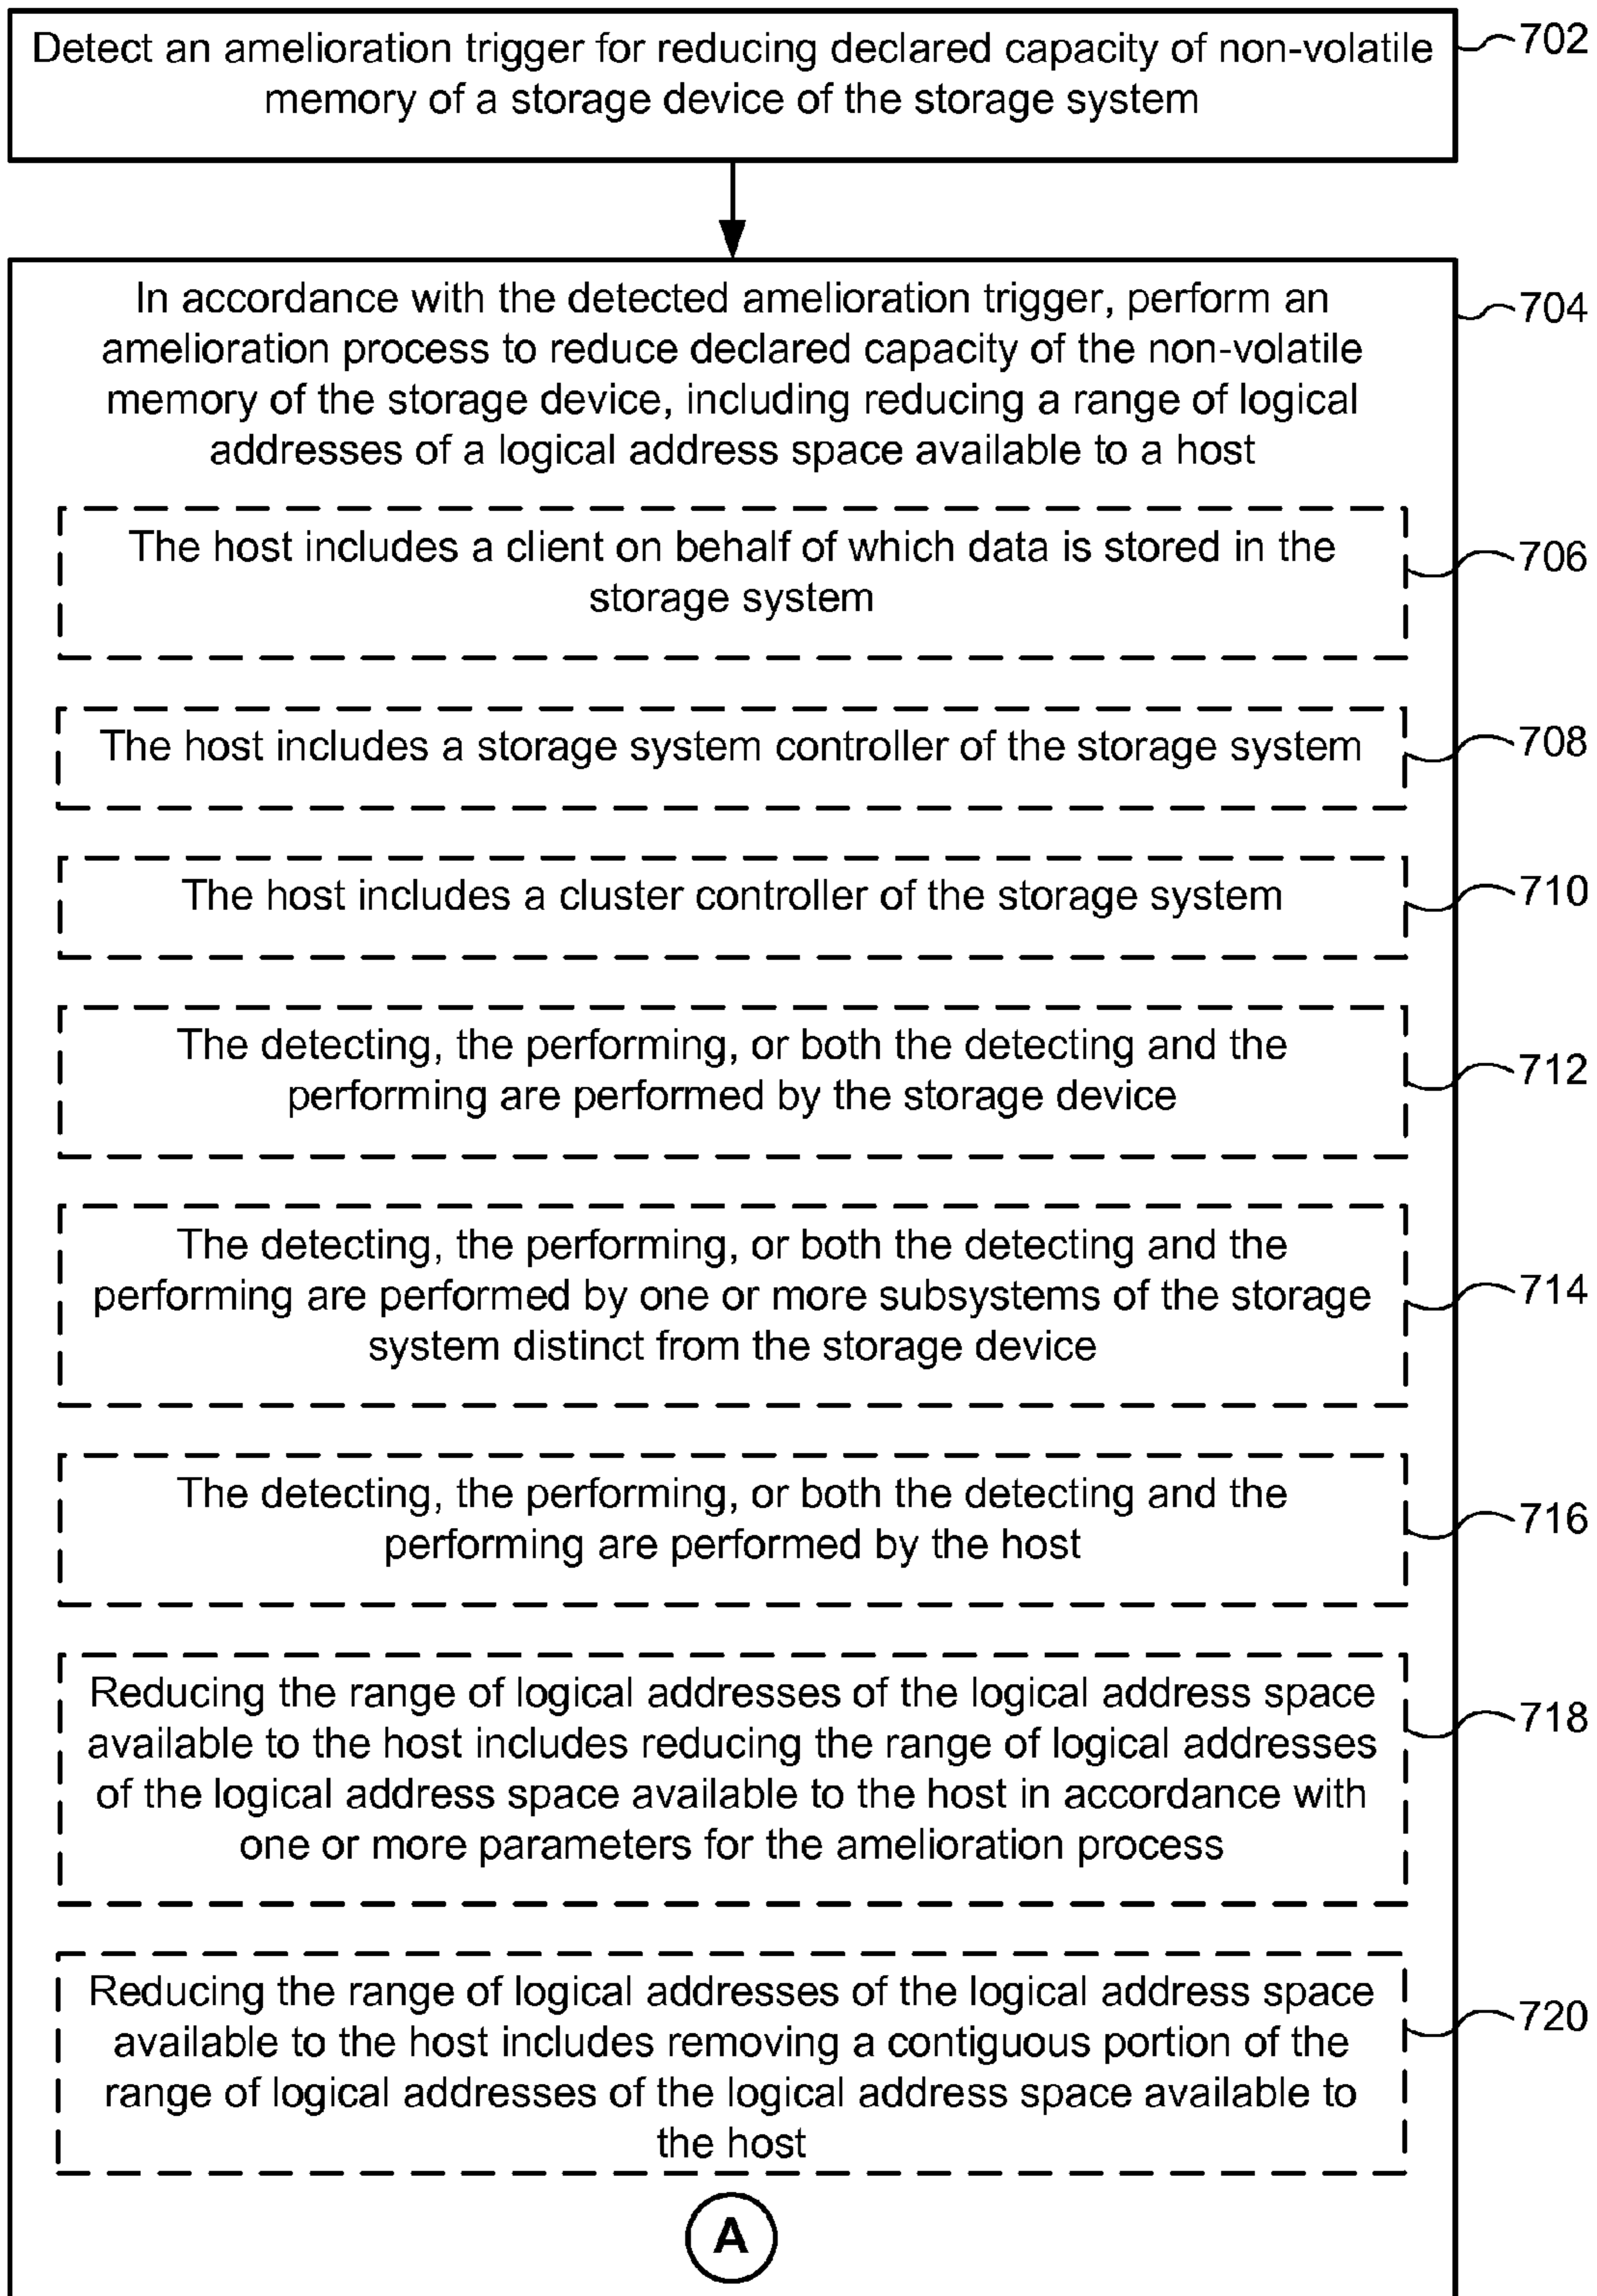 Detect an amelioration trigger for reducing declared capacity of non-volatile
memory of a storage device of the storage system
702
In accordance with the detected amelioration trigger, perform an
amelioration process to reduce declared capacity of the non-volatile
memory of the storage device, including reducing a range of logical
addresses of a logical address space available to a host
704
The host includes a client on behalf of which data is stored in the
storage system
706
The host includes a storage system controller of the storage system
708
The host includes a cluster controller of the storage system
710
The detecting, the performing, or both the detecting and the
performing are performed by the storage device
712
The detecting, the performing, or both the detecting and the
performing are performed by one or more subsystems of the storage
system distinct from the storage device
714
The detecting, the performing, or both the detecting and the
performing are performed by the host
716
Reducing the range of logical addresses of the logical address space
available to the host includes reducing the range of logical addresses
of the logical address space available to the host in accordance with
one or more parameters for the amelioration process
718
Reducing the range of logical addresses of the logical address space
available to the host includes removing a contiguous portion of the
range of logical addresses of the logical address space available to
the host
720
A